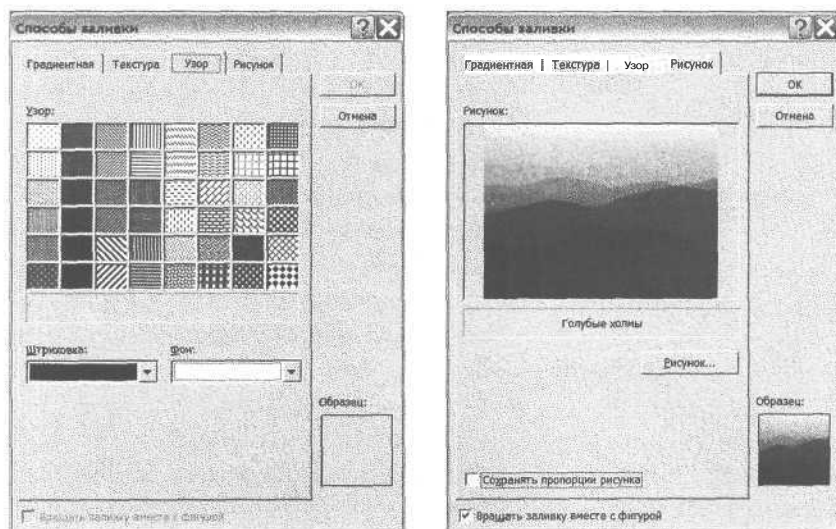 Способы заливки
Градиентная Текстура Узор Рисунок
ОК
Отмена
Узор:
Штриховка: Фон:
Образец:
Вращать заливку вместе с фигурой
Способы заливки
Градиентная Текстура Узор Рисунок
ОК
Отмена
Рисунок:
Голубые холмы
Рисунок...
Образец:
Сохранять пропорции рисунка
Вращать заливку вместе с фигурой